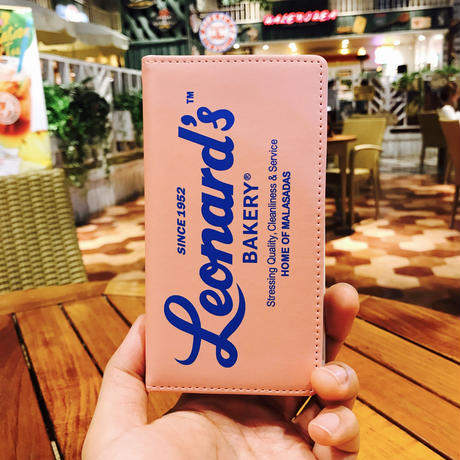 SINCE 1952
Leonard's™
BAKERY®
Stressing Quality, Cleanliness & Service
HOME OF MALASADAS